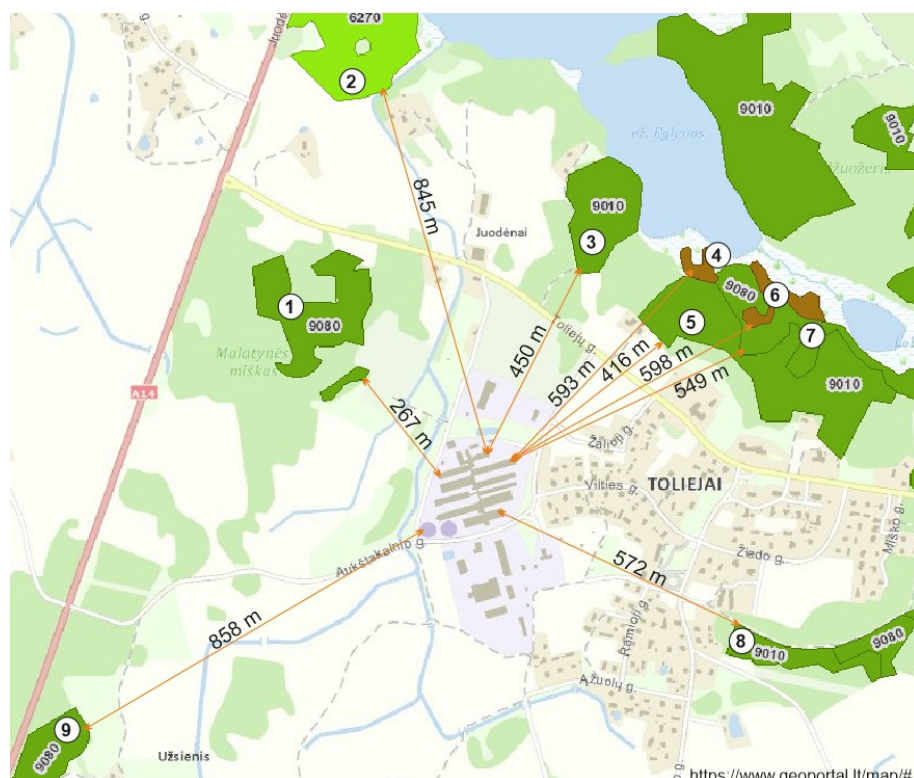 6270
2
Juodė
9010
ež. Eglynos
9010
845 m
9010
Juodėnai
3
4
1
9080
6
9080
5
7
Toliejų g.
Malatynės
miškas
450 m
593 m
416 m
598 m
549 m
9010
A14
267 m
Žalioji g.
Vilties g.
TOLIEJAI
Miško g.
Aukštakalnio g.
Žiedo g.
572 m
858 m
Ramioji g.
8
9010
9080
Ąžuolų g.
9
9080
Užsienis
https://www.geoportal.lt/map/#